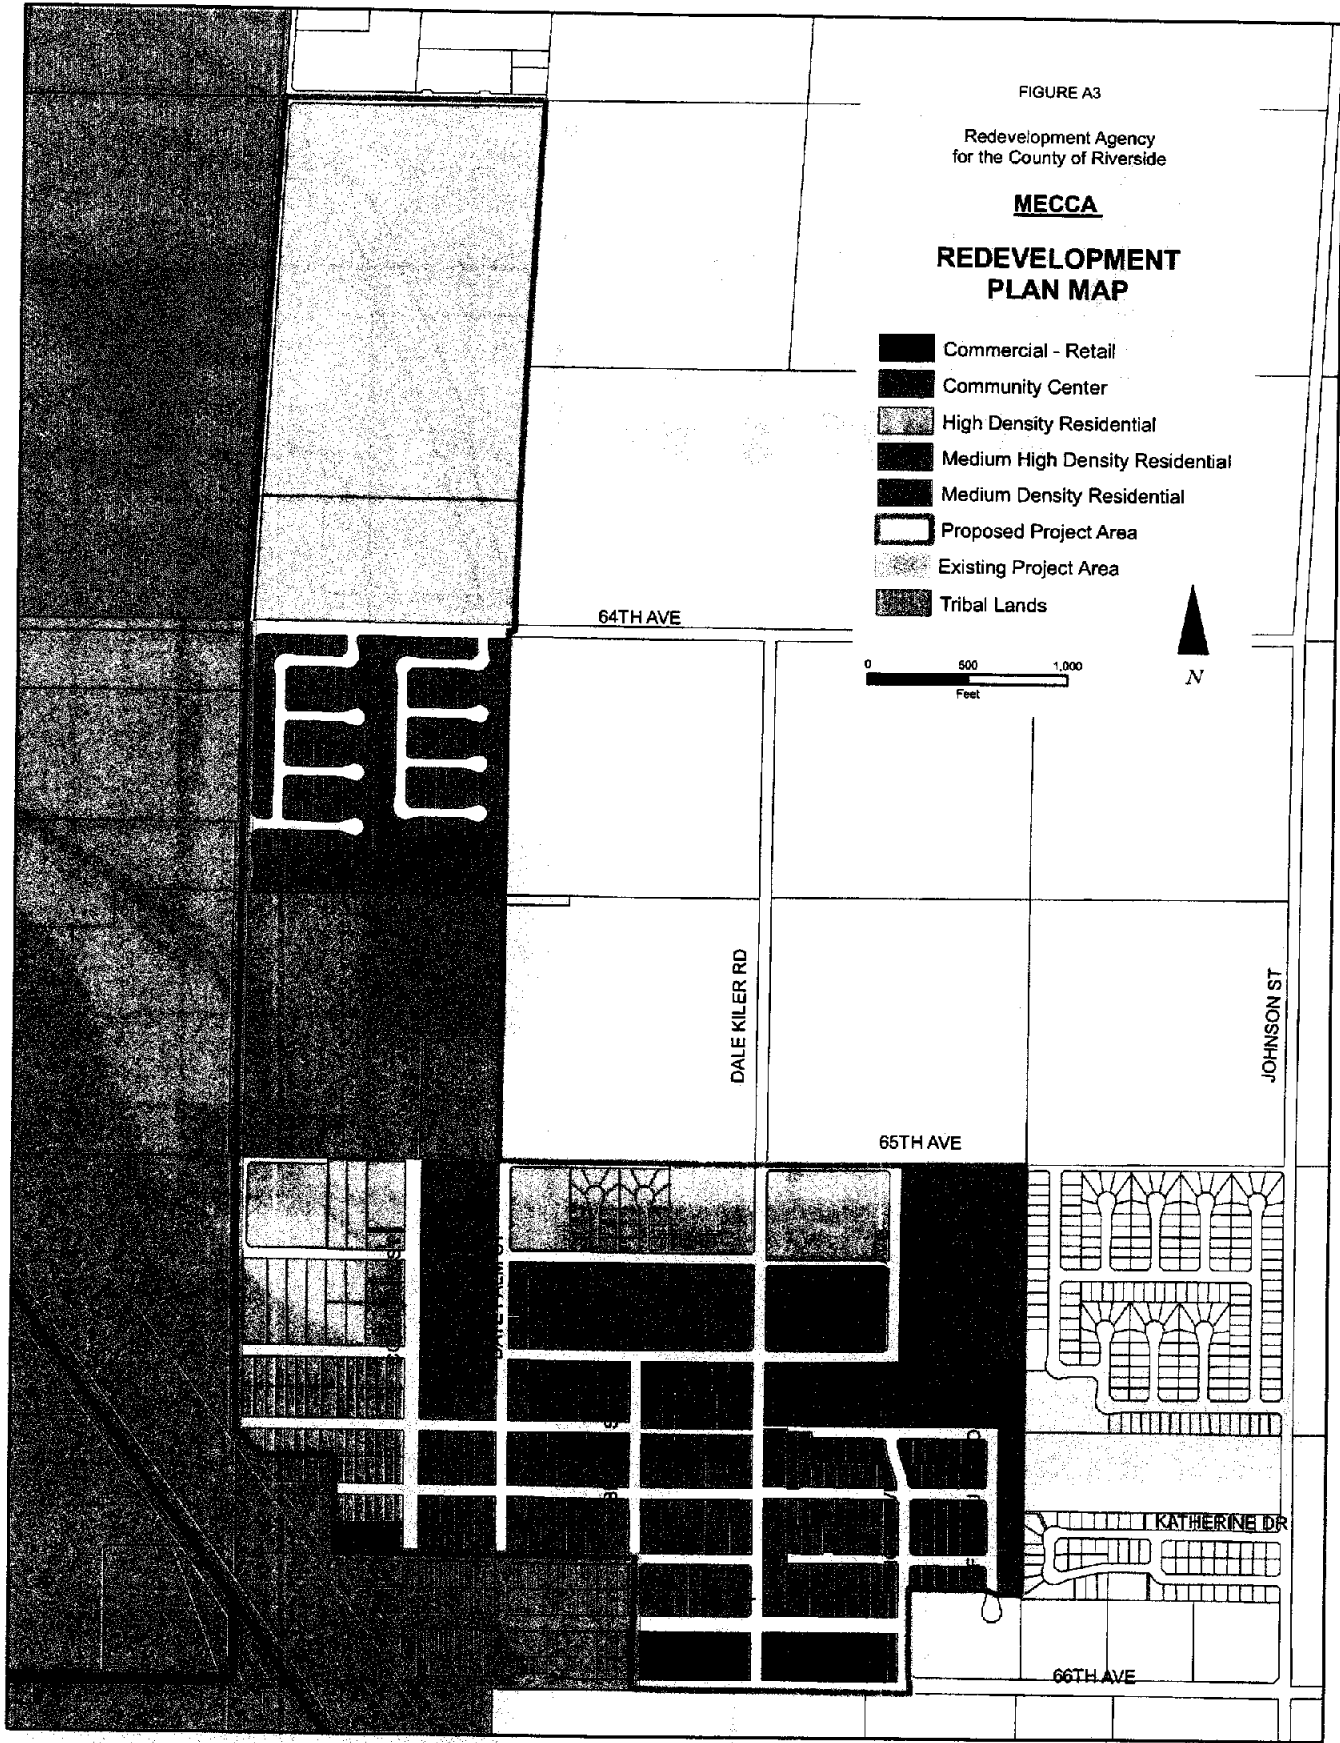 FIGURE A3
Redevelopment Agency
for the County of Riverside
MECCA
REDEVELOPMENT
PLAN MAP
Commercial - Retail
Community Center
High Density Residential
Medium High Density Residential
Medium Density Residential
Proposed Project Area
Existing Project Area
Tribal Lands
0 500 1,000
Feet
N
64TH AVE
DALE KILER RD
JOHNSON ST
65TH AVE
KATHERINE DR
66TH AVE